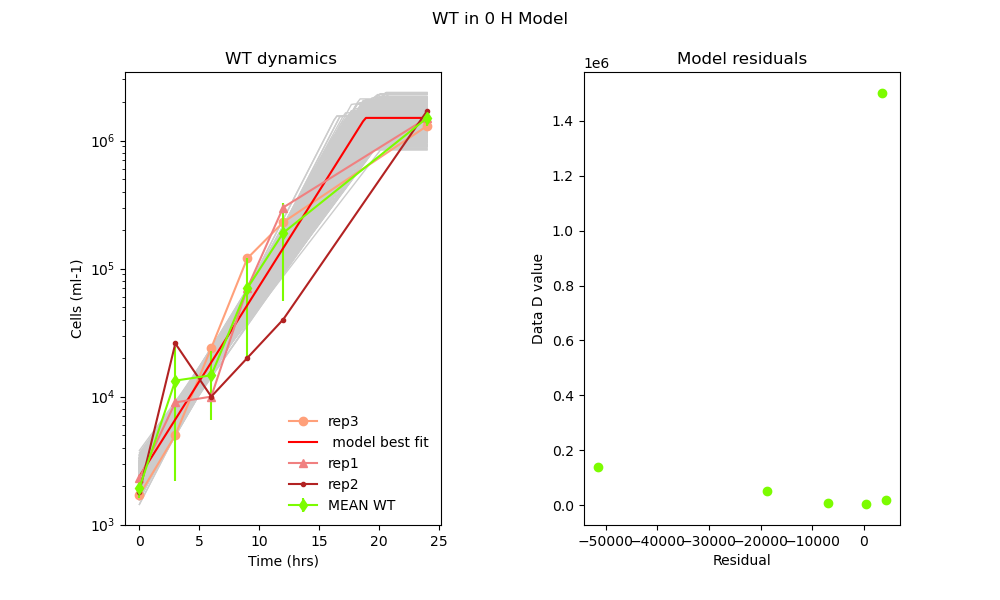 WT in 0 H Model
WT dynamics
Cells (ml-1)
10^6
10^5
10^4
10^3
0 5 10 15 20 25
Time (hrs)
rep3
model best fit
rep1
rep2
MEAN WT
Model residuals
1e6
Data D value
1.4
1.2
1.0
0.8
0.6
0.4
0.2
0.0
−50000−40000−30000−20000−10000 0
Residual